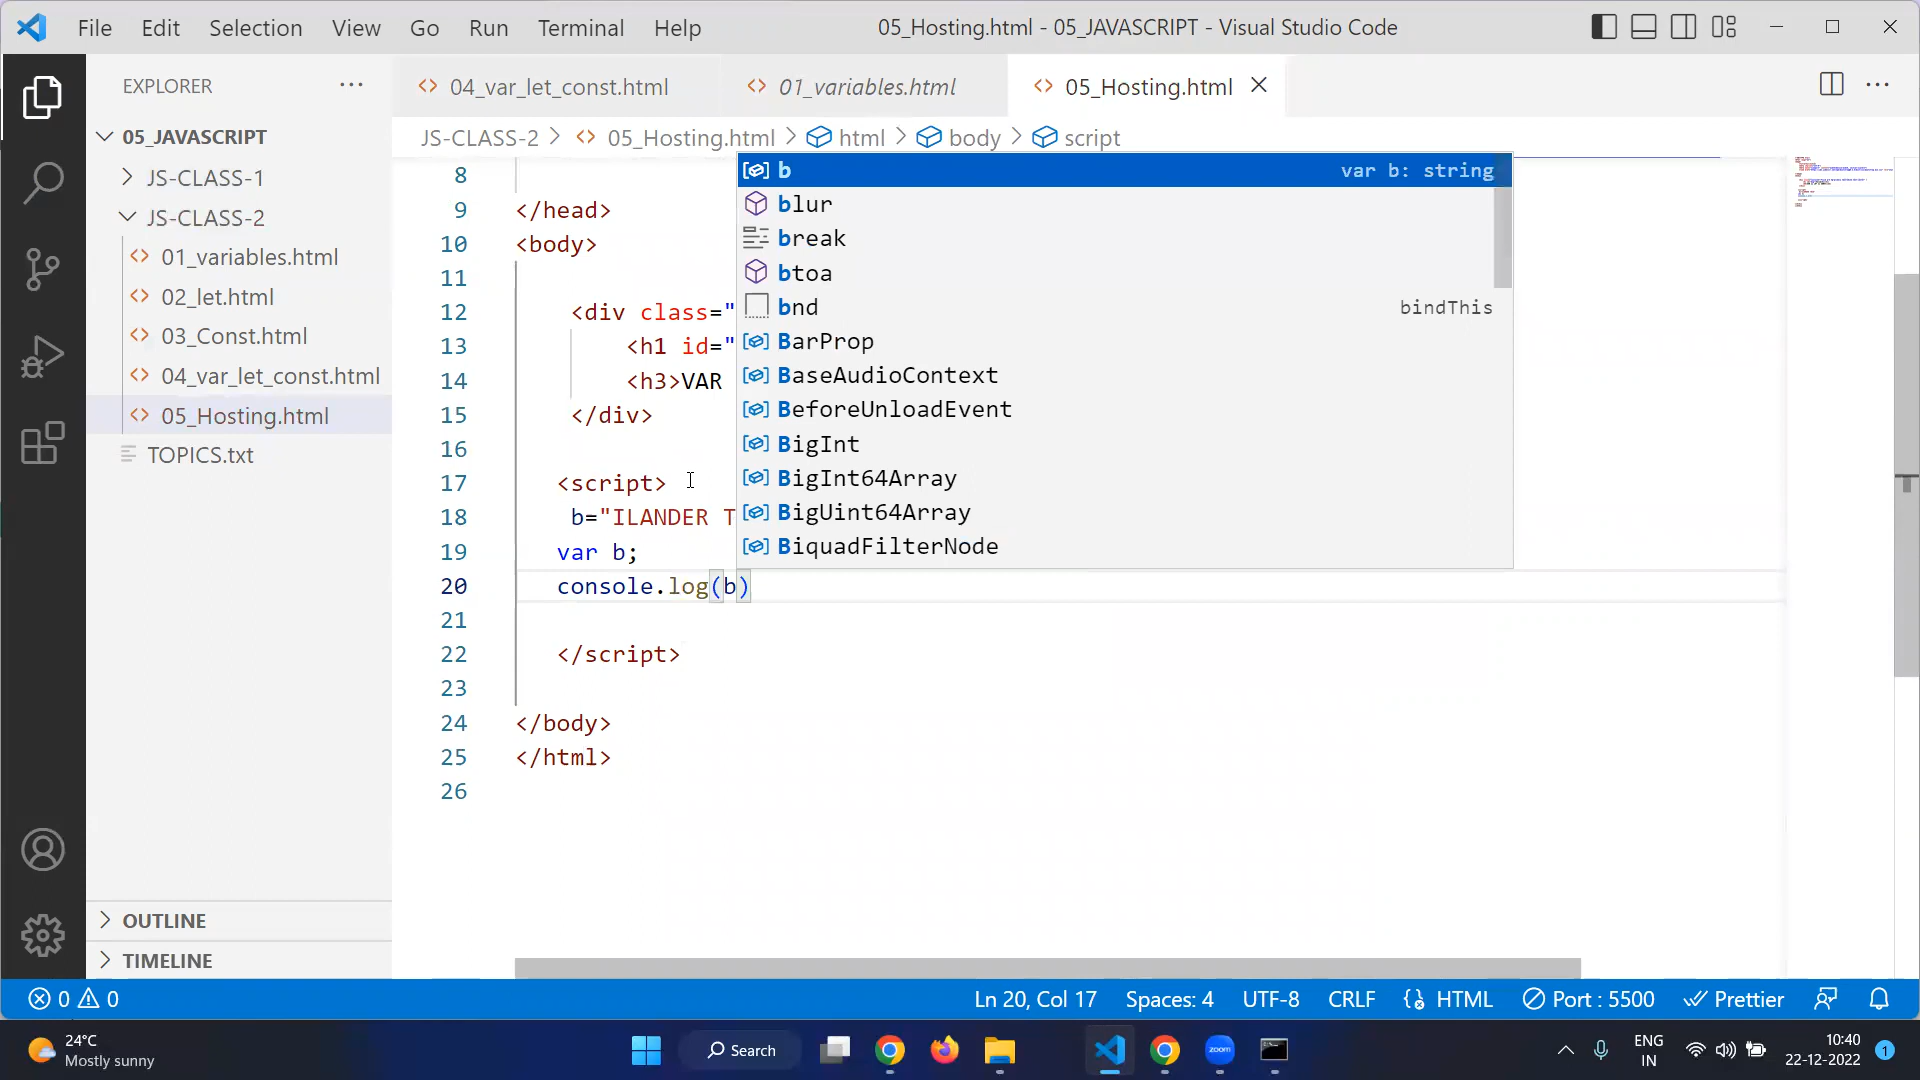 File Edit Selection View Go Run Terminal Help
05_Hosting.html - 05_JAVASCRIPT - Visual Studio Code
EXPLORER
05_JAVASCRIPT
JS-CLASS-1
JS-CLASS-2
01_variables.html
02_let.html
03_Const.html
04_var_let_const.html
05_Hosting.html
TOPICS.txt
OUTLINE
TIMELINE
04_var_let_const.html 01_variables.html 05_Hosting.html
JS-CLASS-2 > 05_Hosting.html > html > body > script
8
9 </head>
10 <body>
11
12 <div class="
13 <h1 id="
14 <h3>VAR
15 </div>
16
17 <script>
18 b="ILANDER T
19 var b;
20 console.log(b)
21
22 </script>
23
24 </body>
25 </html>
26
b var b: string
blur
break
btoa
bnd bindThis
BarProp
BaseAudioContext
BeforeUnloadEvent
BigInt
BigInt64Array
BigUint64Array
BiquadFilterNode
0 0 Ln 20, Col 17 Spaces: 4 UTF-8 CRLF HTML Port : 5500 Prettier
24°C
Mostly sunny
Search
zoom
ENG
IN
10:40
22-12-2022
1